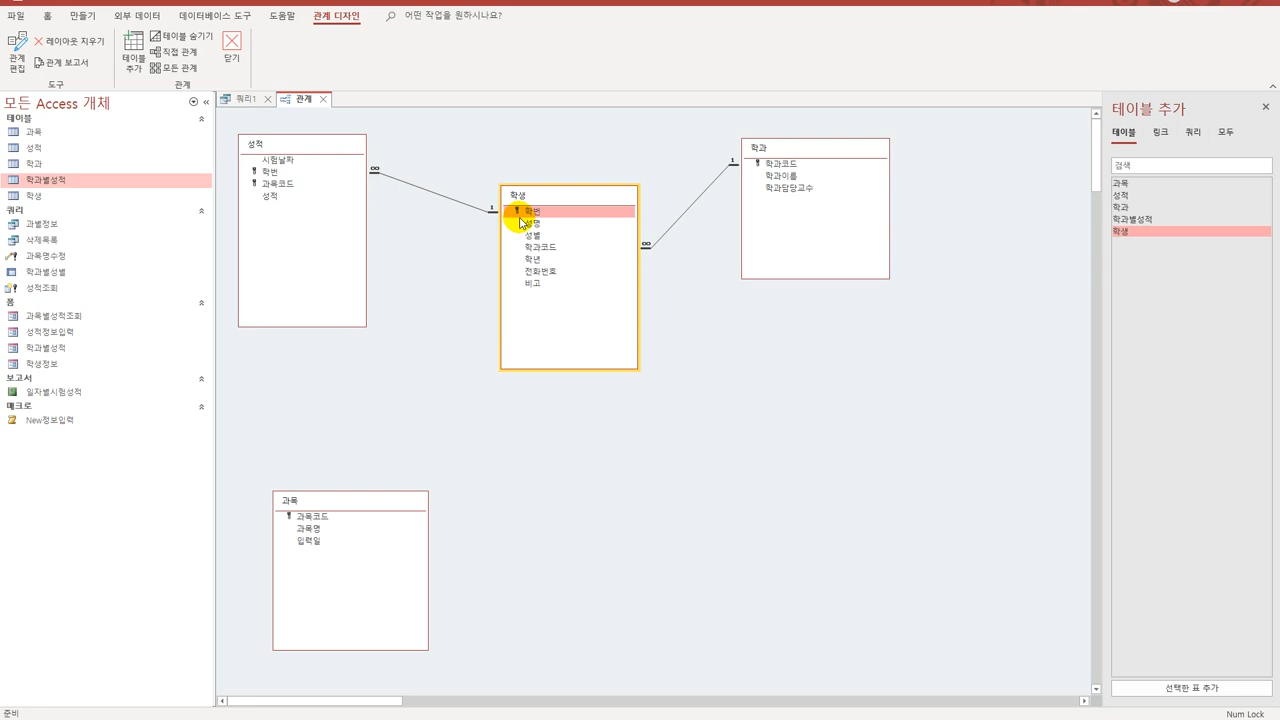 파일 홈 만들기 외부 데이터 데이터베이스 도구 도움말 관계 디자인 어떤 작업을 원하시나요?
관계 편집
레이아웃 지우기
관계 보고서
도구
테이블 추가
테이블 숨기기
직접 관계
모든 관계
관계
닫기
모든 Access 개체
테이블
과목
성적
학과
학과별성적
학생
쿼리
과별정보
삭제목록
과목명수정
학과별성별
성적조회
폼
과목별성적조회
성적정보입력
학과별성적
학생정보
보고서
일자별시험성적
매크로
New정보입력
쿼리1
관계
성적
시험날짜
학번
과목코드
성적
∞
1
학생
학번
성명
성별
학과코드
학년
전화번호
비고
∞
1
학과
학과코드
학과이름
학과담당교수
과목
과목코드
과목명
입력일
테이블 추가
테이블 링크 쿼리 모두
검색
과목
성적
학과
학과별성적
학생
선택한 표 추가
준비
Num Lock